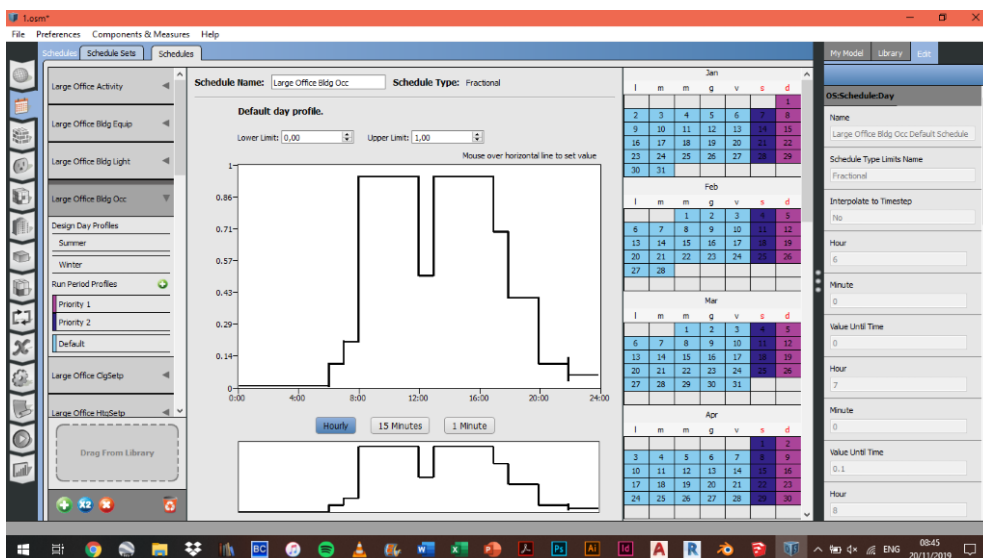 1.osm*
File Preferences Components & Measures Help
Schedules Schedule Sets Schedules
My Model Library Edit
Large Office Activity
Large Office Bldg Equip
Large Office Bldg Light
Large Office Bldg Occ
Design Day Profiles
Summer
Winter
Run Period Profiles
Priority 1
Priority 2
Default
Large Office ClgSetp
Large Office HtgSetp
Drag From Library
x2
Schedule Name: Large Office Bldg Occ Schedule Type: Fractional
Default day profile.
Lower Limit: 0,00 Upper Limit: 1,00
Mouse over horizontal line to set value
1
0.86
0.71
0.57
0.43
0.29
0.14
0
0:00 4:00 8:00 12:00 16:00 20:00 24:00
Hourly 15 Minutes 1 Minute
Jan
l m m g v s d
1
2 3 4 5 6 7 8
9 10 11 12 13 14 15
16 17 18 19 20 21 22
23 24 25 26 27 28 29
30 31
Feb
1 2 3 4 5
6 7 8 9 10 11 12
13 14 15 16 17 18 19
20 21 22 23 24 25 26
27 28
Mar
l m m g v s d
1 2 3 4 5
6 7 8 9 10 11 12
13 14 15 16 17 18 19
20 21 22 23 24 25 26
27 28 29 30 31
Apr
l m m g v s d
1 2
3 4 5 6 7 8 9
10 11 12 13 14 15 16
17 18 19 20 21 22 23
24 25 26 27 28 29 30
OS:Schedule:Day
Name
Large Office Bldg Occ Default Schedule
Schedule Type Limits Name
Fractional
Interpolate to Timestep
No
Hour
6
Minute
0
Value Until Time
0
Hour
7
Minute
0
Value Until Time
0.1
Hour
8
BC
Ps
Ai
Id
A
R
ENG
08:45
20/11/2019